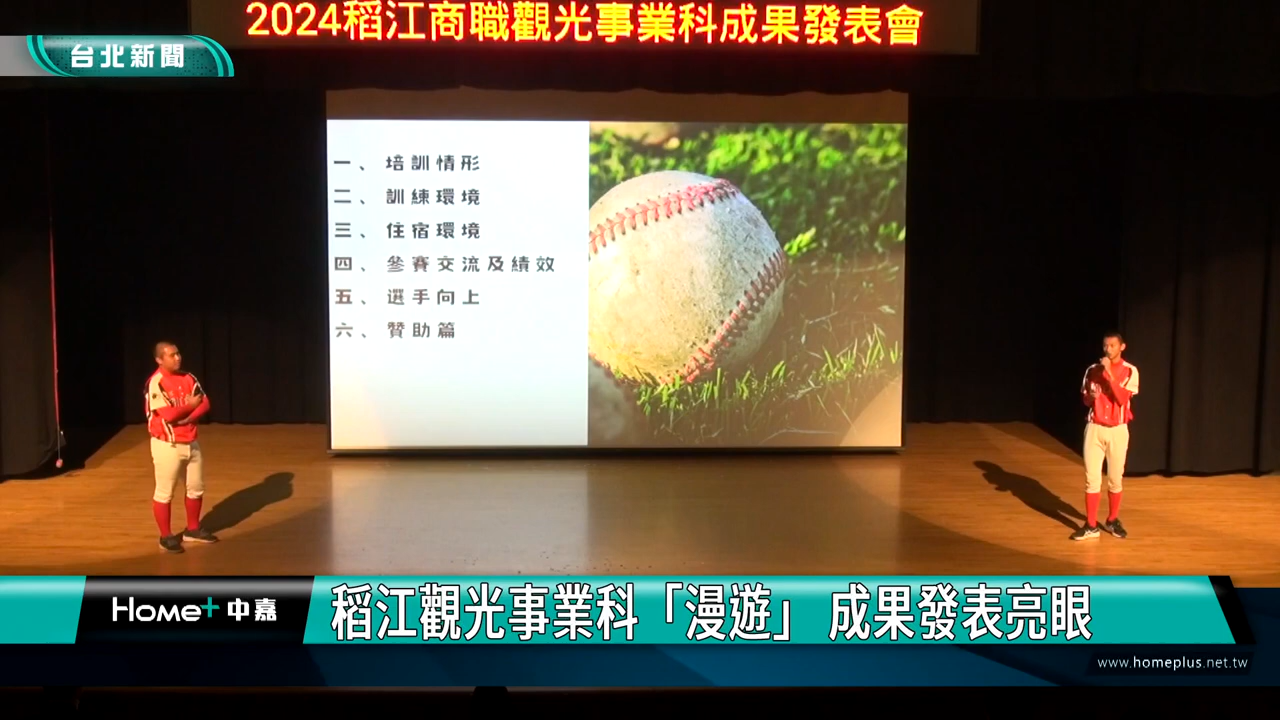 2024稻江商職觀光事業科成果發表會
台北新聞
一、培訓情形
二、訓練環境
三、住宿環境
四、參賽交流及績效
五、選手向上
六、贊助篇
Home+中嘉
稻江觀光事業科「漫遊」 成果發表亮眼
www.homeplus.net.tw